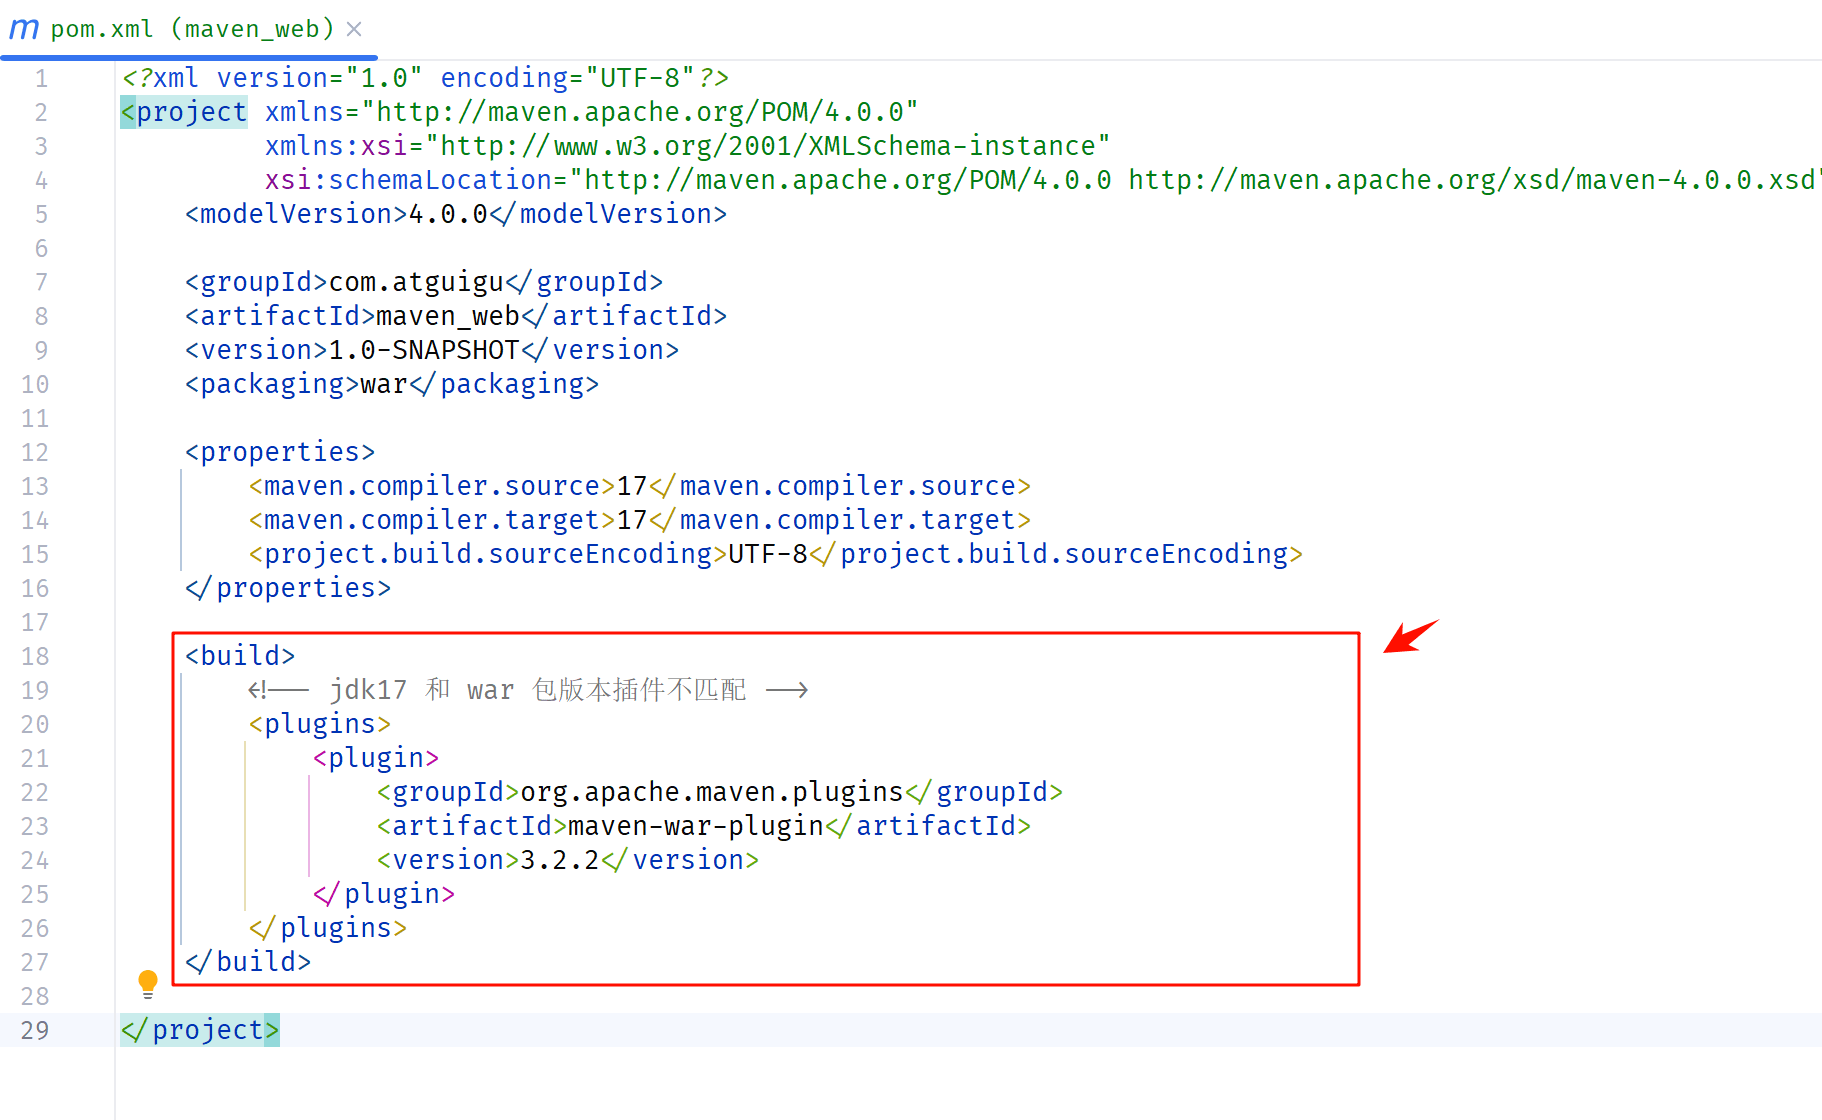 m pom.xml (maven_web) ×
1 <?xml version="1.0" encoding="UTF-8"?>
2 <project xmlns="http://maven.apache.org/POM/4.0.0"
3 xmlns:xsi="http://www.w3.org/2001/XMLSchema-instance"
4 xsi:schemaLocation="http://maven.apache.org/POM/4.0.0 http://maven.apache.org/xsd/maven-4.0.0.xsd"
5 <modelVersion>4.0.0</modelVersion>
6
7 <groupId>com.atguigu</groupId>
8 <artifactId>maven_web</artifactId>
9 <version>1.0-SNAPSHOT</version>
10 <packaging>war</packaging>
11
12 <properties>
13 <maven.compiler.source>17</maven.compiler.source>
14 <maven.compiler.target>17</maven.compiler.target>
15 <project.build.sourceEncoding>UTF-8</project.build.sourceEncoding>
16 </properties>
17
18 <build>
19 <!-- jdk17 和 war 包版本插件不匹配 -->
20 <plugins>
21 <plugin>
22 <groupId>org.apache.maven.plugins</groupId>
23 <artifactId>maven-war-plugin</artifactId>
24 <version>3.2.2</version>
25 </plugin>
26 </plugins>
27 </build>
28
29 </project>